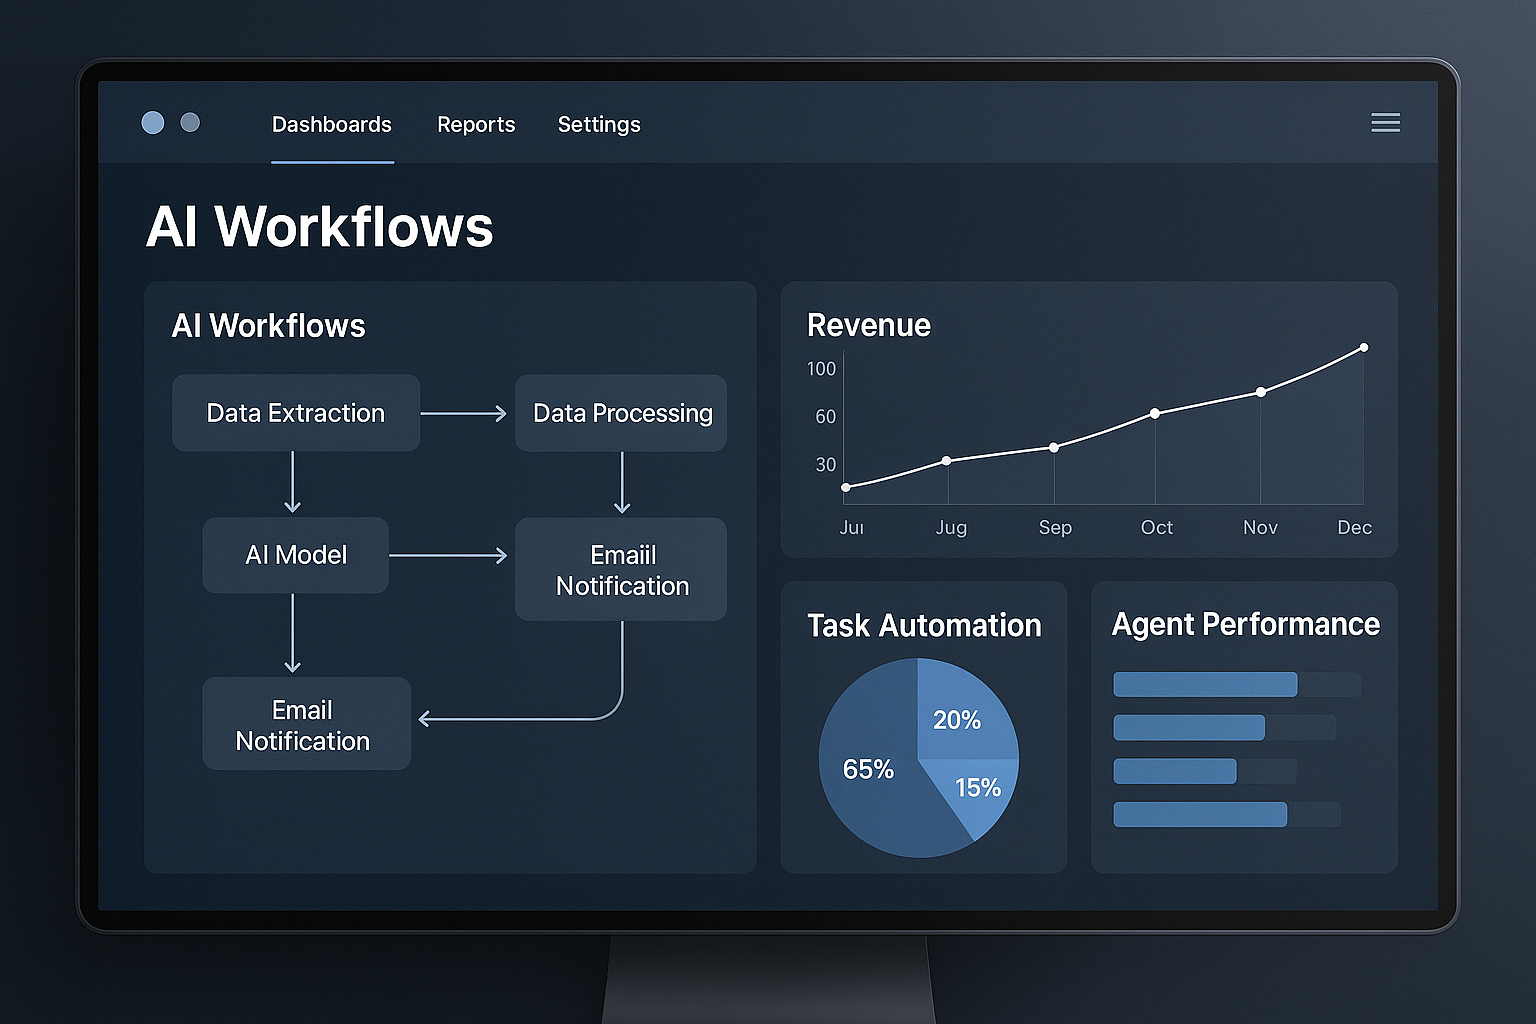 Dashboards Reports Settings
AI Workflows
AI Workflows
Data Extraction
Data Processing
AI Model
Emaiil
Notification
Email
Notification
Revenue
100
60
30
Juı Jug Sep Oct Nov Dec
Task Automation
20%
65%
15%
Agent Performance